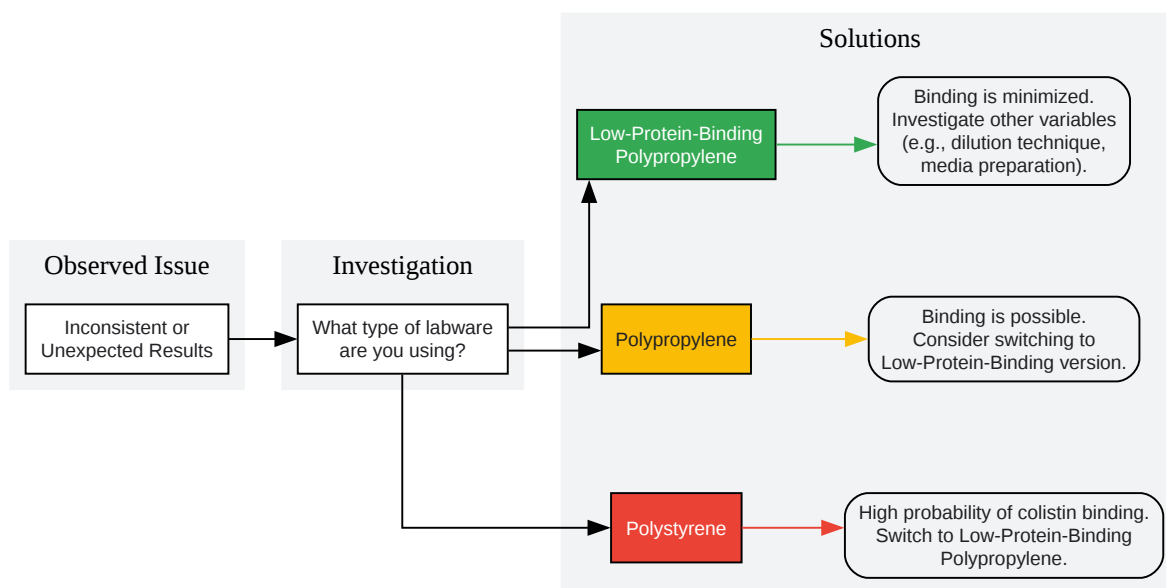 Solutions
Low-Protein-Binding
Polypropylene
Binding is minimized.
Investigate other variables
(e.g., dilution technique,
media preparation).
Observed Issue
Inconsistent or
Unexpected Results
Investigation
What type of labware
are you using?
Polypropylene
Binding is possible.
Consider switching to
Low-Protein-Binding version.
Polystyrene
High probability of colistin binding.
Switch to Low-Protein-Binding
Polypropylene.